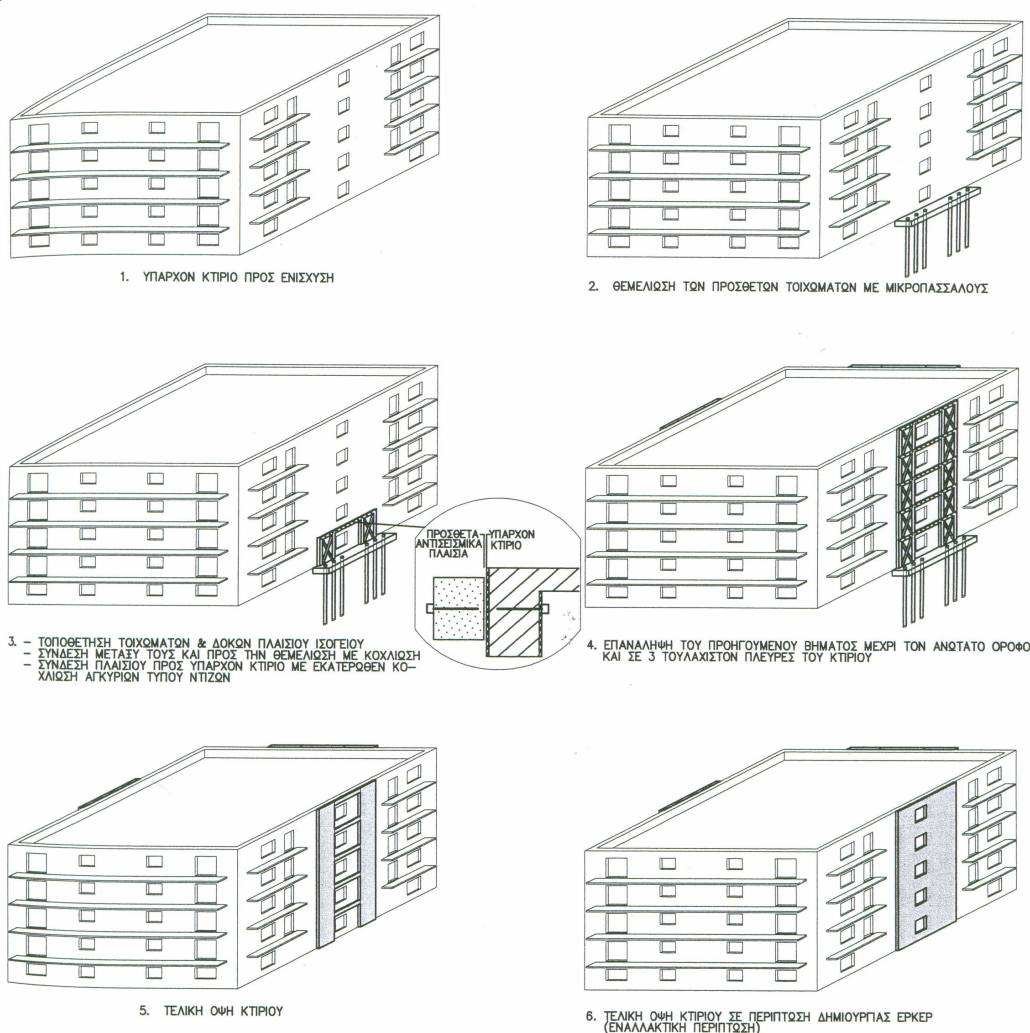 1. ΥΠΑΡΧΟΝ ΚΤΙΡΙΟ ΠΡΟΣ ΕΝΙΣΧΥΣΗ
2. ΘΕΜΕΛΙΩΣΗ ΤΩΝ ΠΡΟΣΘΕΤΩΝ ΤΟΙΧΩΜΑΤΩΝ ΜΕ ΜΙΚΡΟΠΑΣΣΑΛΟΥΣ
ΠΡΟΣΘΕΤΑ
ΑΝΤΙΣΕΙΣΜΙΚΑ
ΠΛΑΙΣΙΑ
ΥΠΑΡΧΟΝ
ΚΤΙΡΙΟ
3. – ΤΟΠΟΘΕΤΗΣΗ ΤΟΙΧΩΜΑΤΩΝ & ΔΟΚΩΝ ΠΛΑΙΣΙΟΥ ΙΣΟΓΕΙΟΥ
– ΣΥΝΔΕΣΗ ΜΕΤΑΞΥ ΤΟΥΣ ΚΑΙ ΠΡΟΣ ΤΗΝ ΘΕΜΕΛΙΩΣΗ ΜΕ ΚΟΧΛΙΩΣΗ
– ΣΥΝΔΕΣΗ ΠΛΑΙΣΙΟΥ ΠΡΟΣ ΥΠΑΡΧΟΝ ΚΤΙΡΙΟ ΜΕ ΕΚΑΤΕΡΩΘΕΝ ΚΟ–
ΧΛΙΩΣΗ ΑΓΚΥΡΙΩΝ ΤΥΠΟΥ ΝΤΙΖΩΝ
4. ΕΠΑΝΑΛΗΨΗ ΤΟΥ ΠΡΟΗΓΟΥΜΕΝΟΥ ΒΗΜΑΤΟΣ ΜΕΧΡΙ ΤΟΝ ΑΝΩΤΑΤΟ ΟΡΟΦΟ
ΚΑΙ ΣΕ 3 ΤΟΥΛΑΧΙΣΤΟΝ ΠΛΕΥΡΕΣ ΤΟΥ ΚΤΙΡΙΟΥ
5. ΤΕΛΙΚΗ ΟΨΗ ΚΤΙΡΙΟΥ
6. ΤΕΛΙΚΗ ΟΨΗ ΚΤΙΡΙΟΥ ΣΕ ΠΕΡΙΠΤΩΣΗ ΔΗΜΙΟΥΡΓΙΑΣ ΕΡΚΕΡ
(ΕΝΑΛΛΑΚΤΙΚΗ ΠΕΡΙΠΤΩΣΗ)